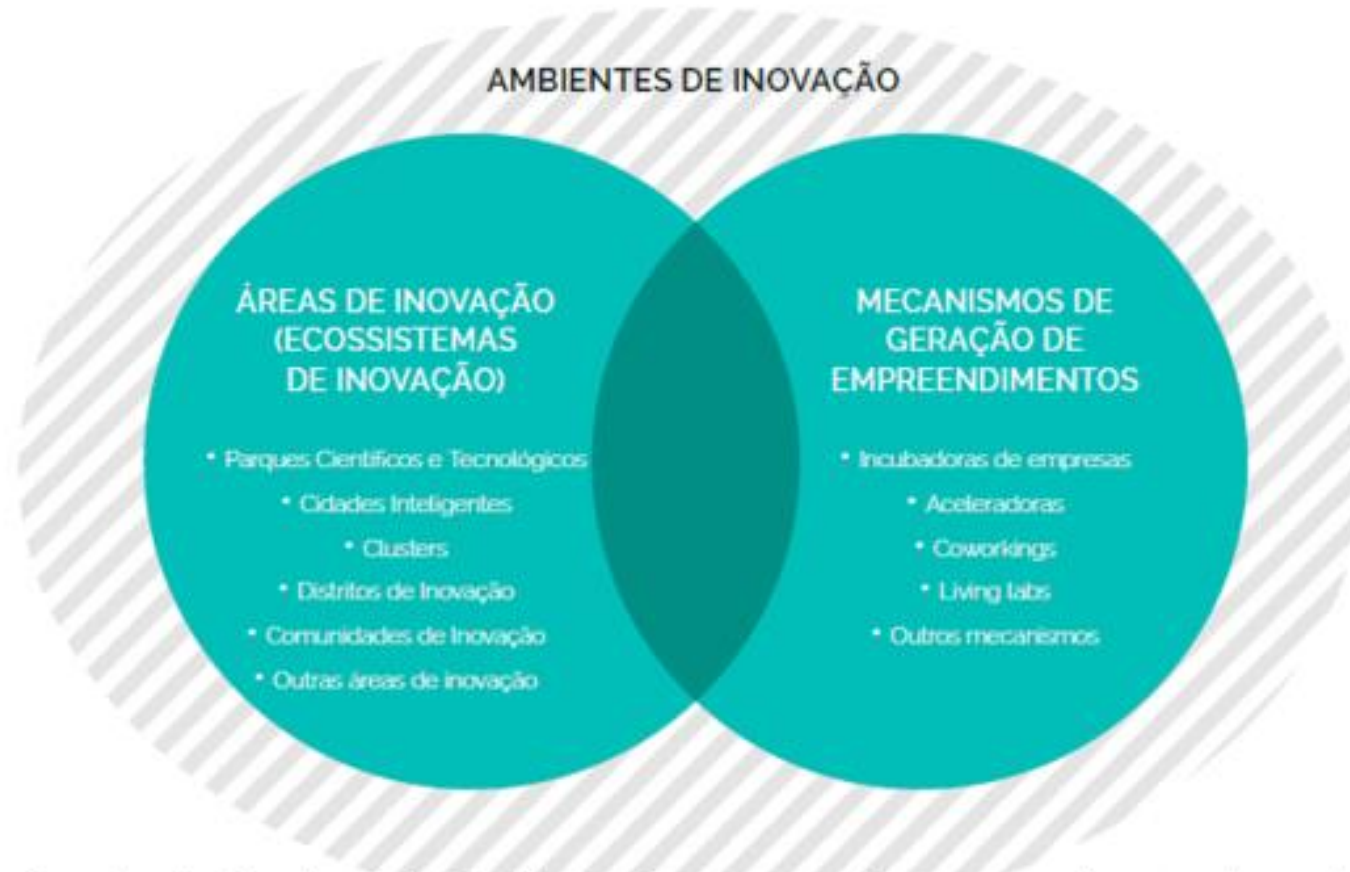 AMBIENTES DE INOVAÇÃO
ÁREAS DE INOVAÇÃO
(ECOSSISTEMAS
DE INOVAÇÃO)
• Parques Científicos e Tecnológicos
• Cidades Inteligentes
• Clusters
• Distritos de Inovação
• Comunidades de Inovação
• Outras áreas de inovação
MECANISMOS DE
GERAÇÃO DE
EMPREENDIMENTOS
• Incubadoras de empresas
• Aceleradoras
• Coworkings
• Living labs
• Outros mecanismos